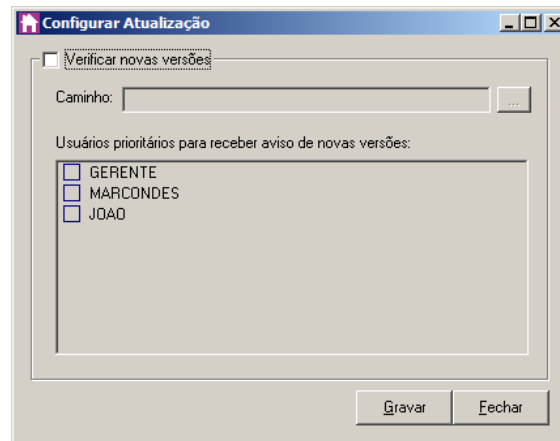 Configurar Atualização
Verificar novas versões
Caminho:
...
Usuários prioritários para receber aviso de novas versões:
GERENTE
MARCONDES
JOAO
Gravar Fechar